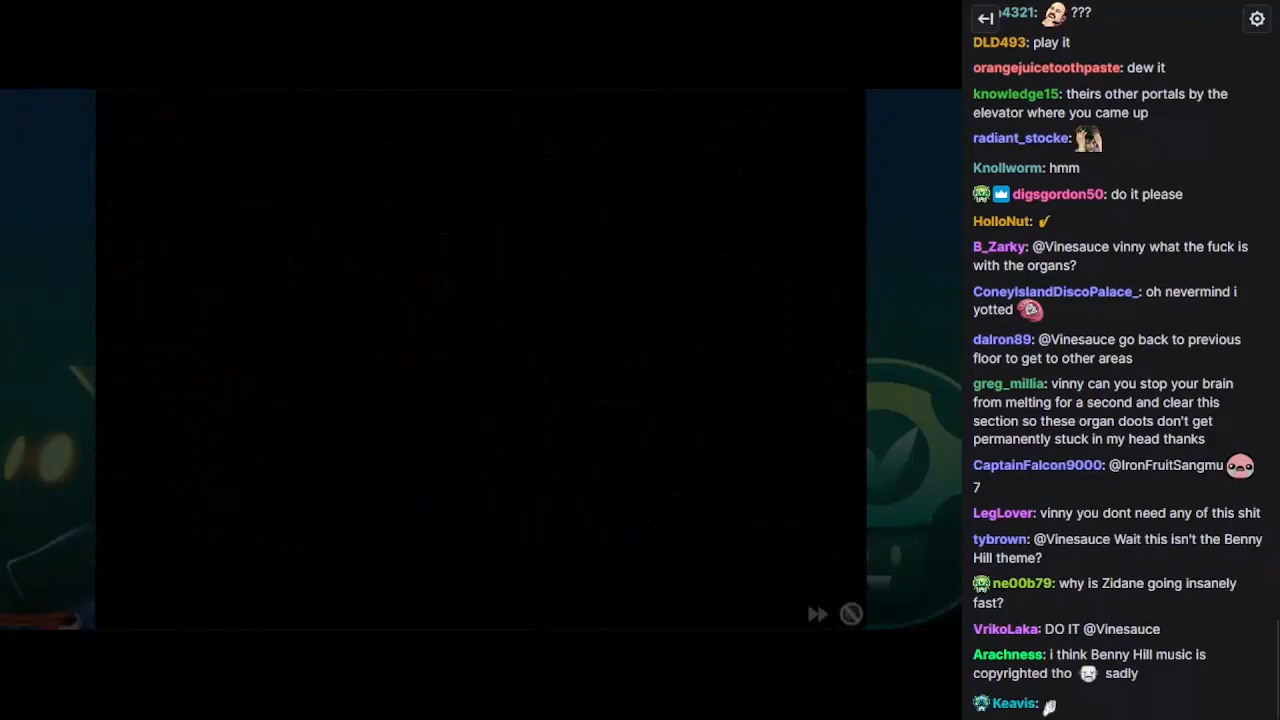 4321: ???
DLD493: play it
orangejuicetoothpaste: dew it
knowledge15: theirs other portals by the
elevator where you came up
radiant_stocke:
Knollworm: hmm
digsgordon50: do it please
HolloNut:
B_Zarky: @Vinesauce vinny what the fuck is
with the organs?
ConeyIslandDiscoPalace_: oh nevermind i
yotted
dalron89: @Vinesauce go back to previous
floor to get to other areas
greg_millia: vinny can you stop your brain
from melting for a second and clear this
section so these organ doots don't get
permanently stuck in my head thanks
CaptainFalcon9000: @IronFruitSangmu
7
LegLover: vinny you dont need any of this shit
tybrown: @Vinesauce Wait this isn't the Benny
Hill theme?
ne00b79: why is Zidane going insanely
fast?
VrikoLaka: DO IT @Vinesauce
Arachness: i think Benny Hill music is
copyrighted tho sadly
Keavis: